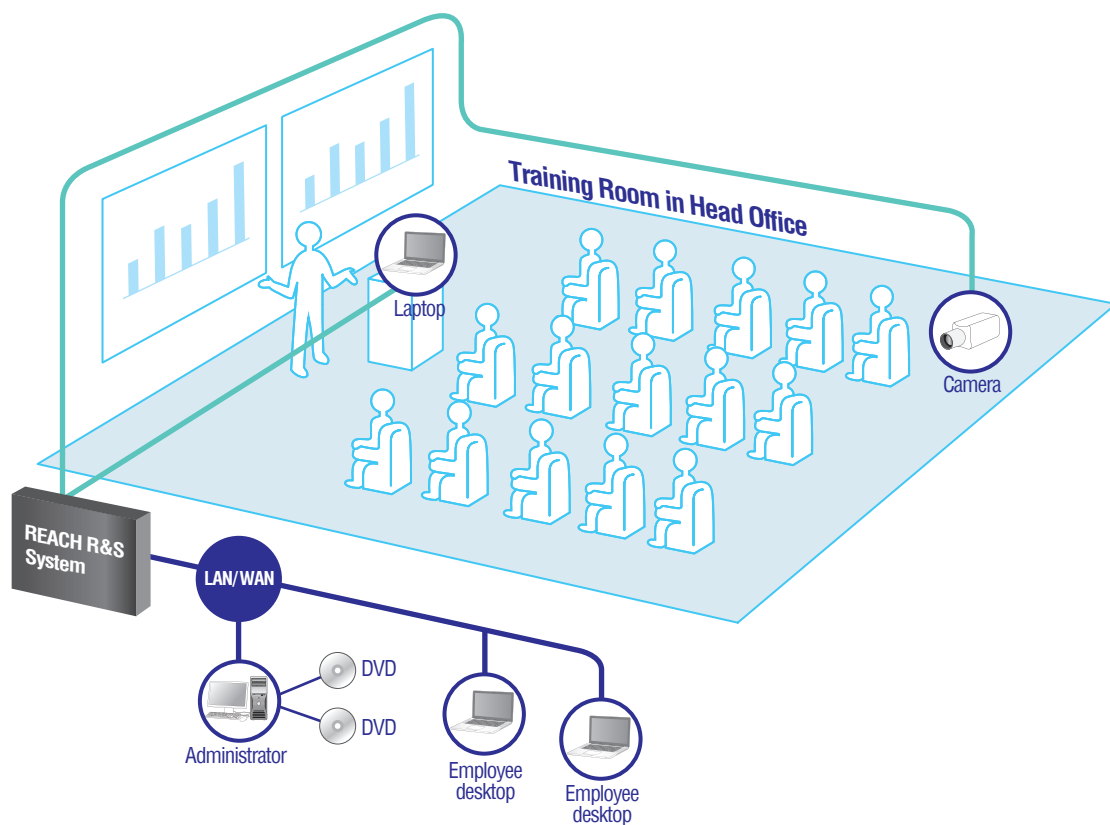 Training Room in Head Office
Laptop
Camera
REACH R&S
System
LAN/WAN
DVD
DVD
Administrator
Employee
desktop
Employee
desktop